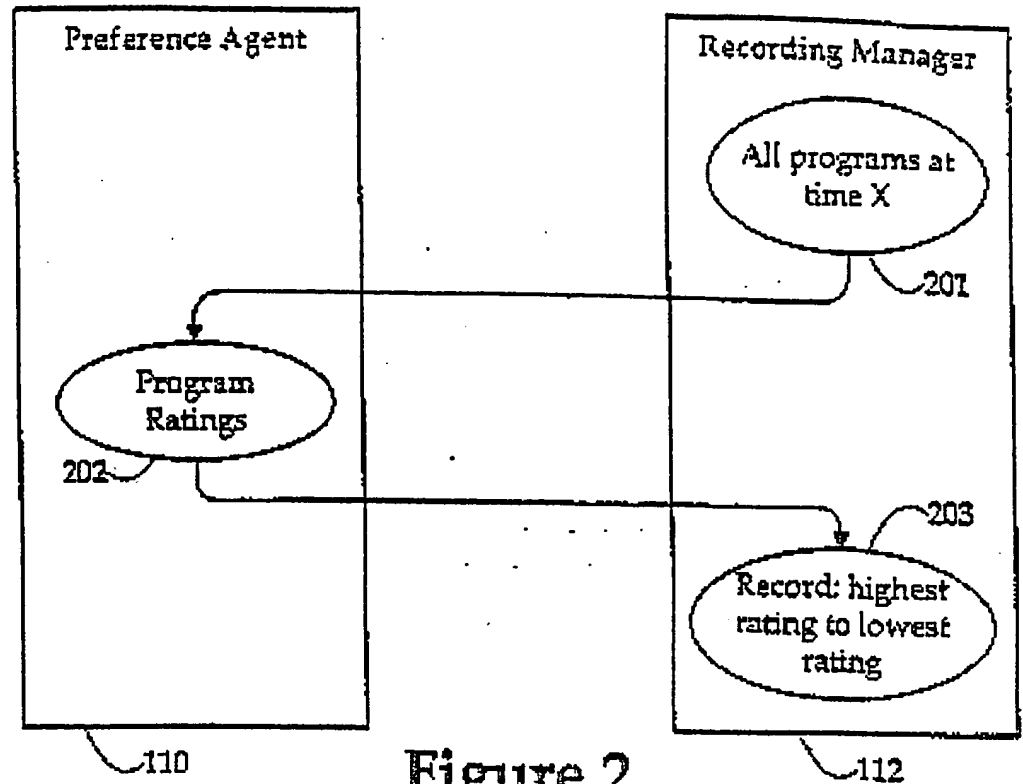 Preference Agent
Recording Manager
All programs at
time X
201
Program
Ratings
202
203
Record: highest
rating to lowest
rating
110
Figure 2
112